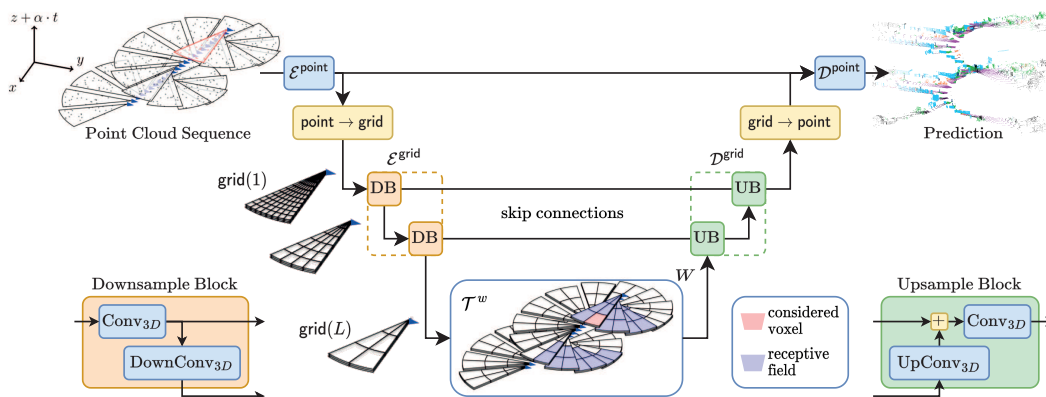 z + α · t
y
x
Point Cloud Sequence
ℰ^point
𝒟^point
Prediction
point → grid
grid → point
ℰ^grid
𝒟^grid
grid(1)
DB
UB
skip connections
DB
UB
W
Downsample Block
Conv_3D
DownConv_3D
grid(L)
𝒯^w
considered
voxel
receptive
field
Upsample Block
+
Conv_3D
UpConv_3D